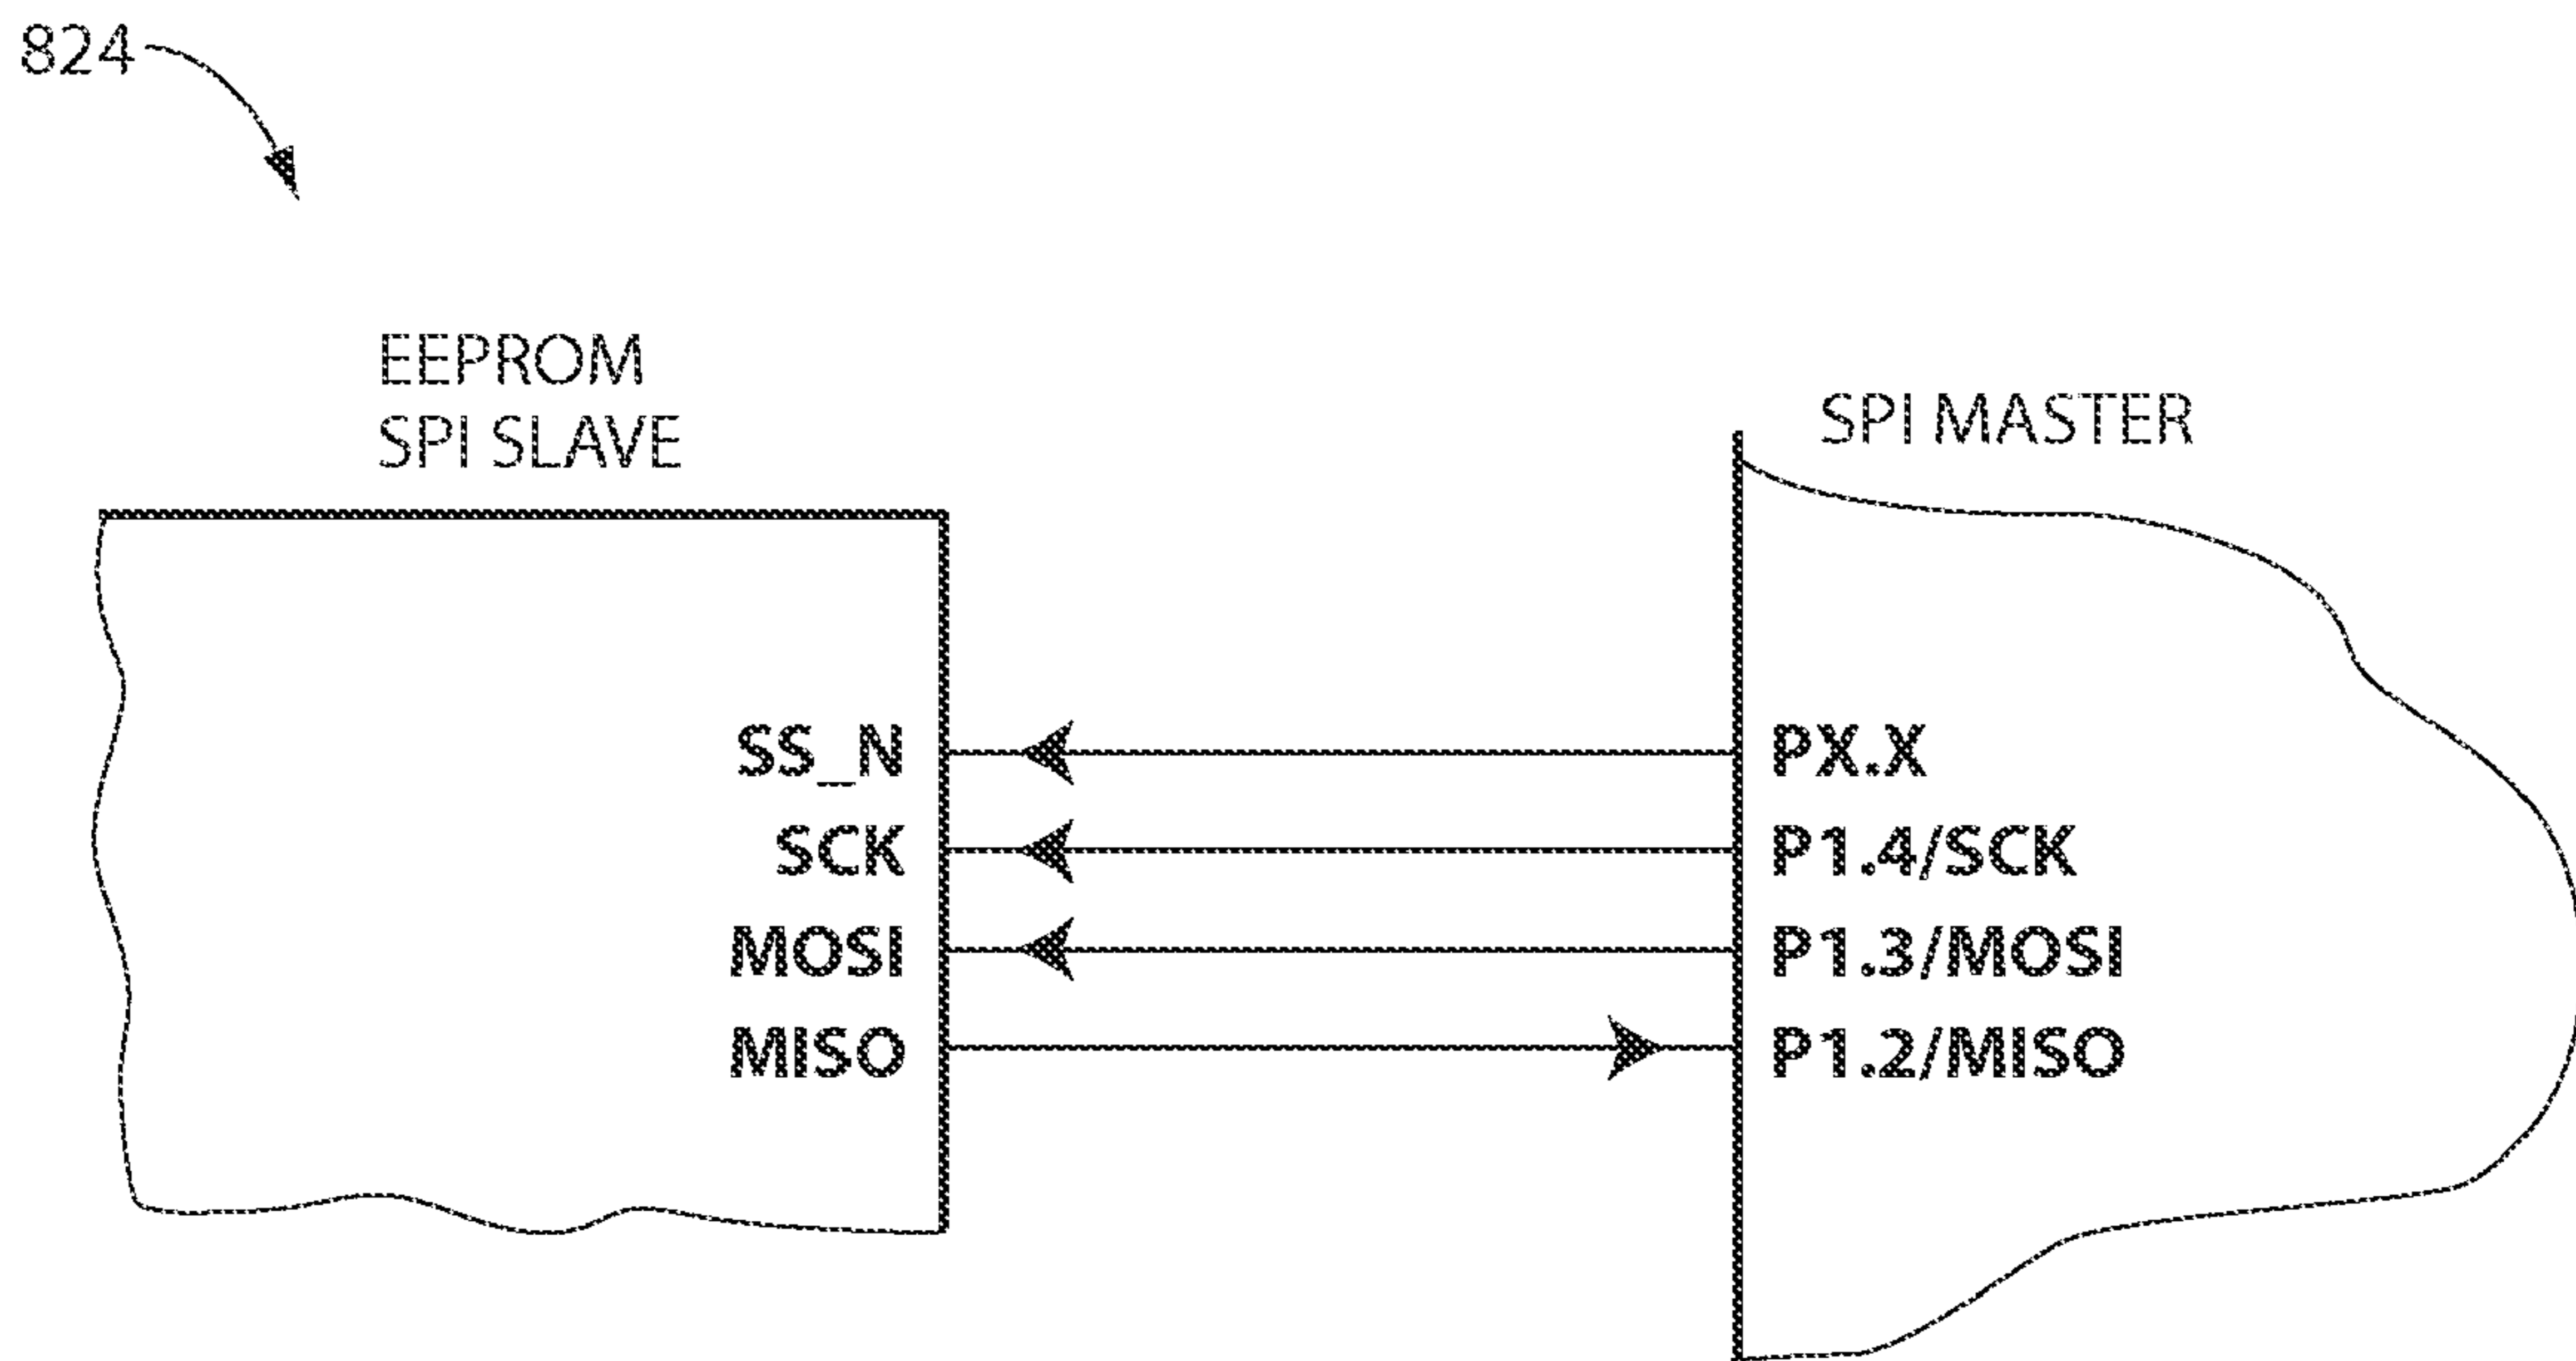 824
EEPROM
SPI SLAVE
SPI MASTER
SS_N
PX.X
SCK
P1.4/SCK
MOSI
P1.3/MOSI
MISO
P1.2/MISO